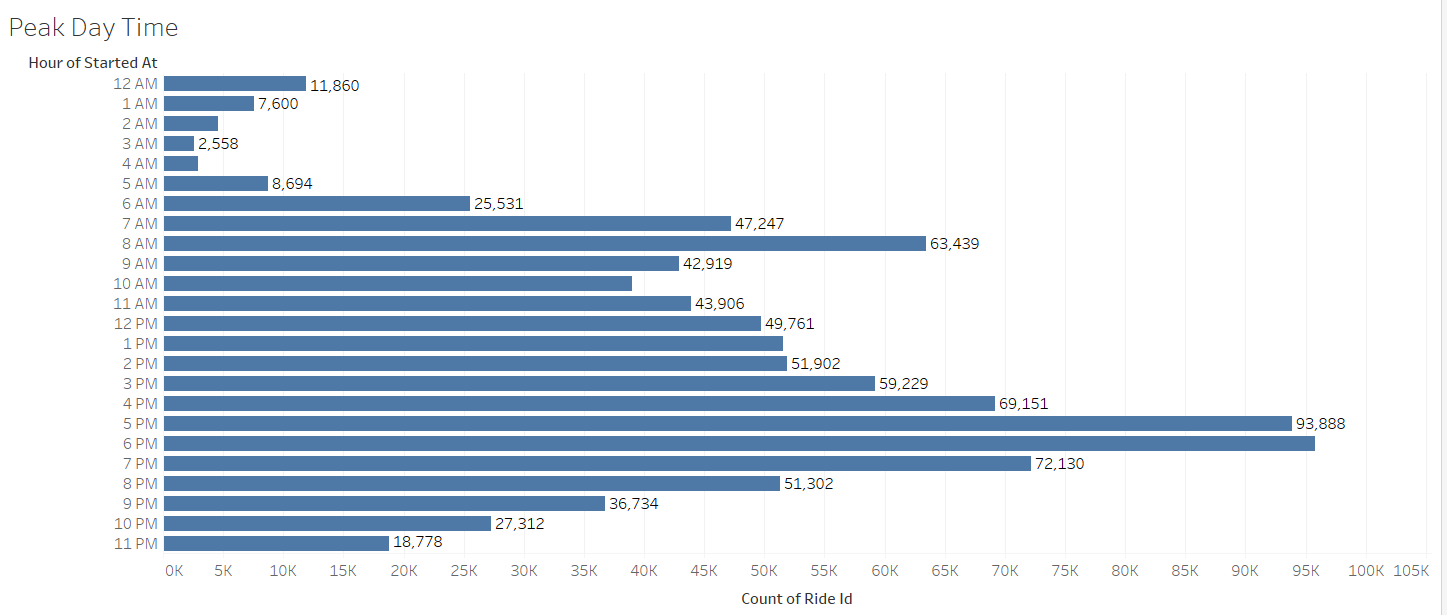 Peak Day Time
Hour of Started At
12 AM 11,860
1 AM 7,600
2 AM
3 AM 2,558
4 AM
5 AM 8,694
6 AM 25,531
7 AM 47,247
8 AM 63,439
9 AM 42,919
10 AM
11 AM 43,906
12 PM 49,761
1 PM
2 PM 51,902
3 PM 59,229
4 PM 69,151
5 PM 93,888
6 PM
7 PM 72,130
8 PM 51,302
9 PM 36,734
10 PM 27,312
11 PM 18,778
0K 5K 10K 15K 20K 25K 30K 35K 40K 45K 50K 55K 60K 65K 70K 75K 80K 85K 90K 95K 100K 105K
Count of Ride Id